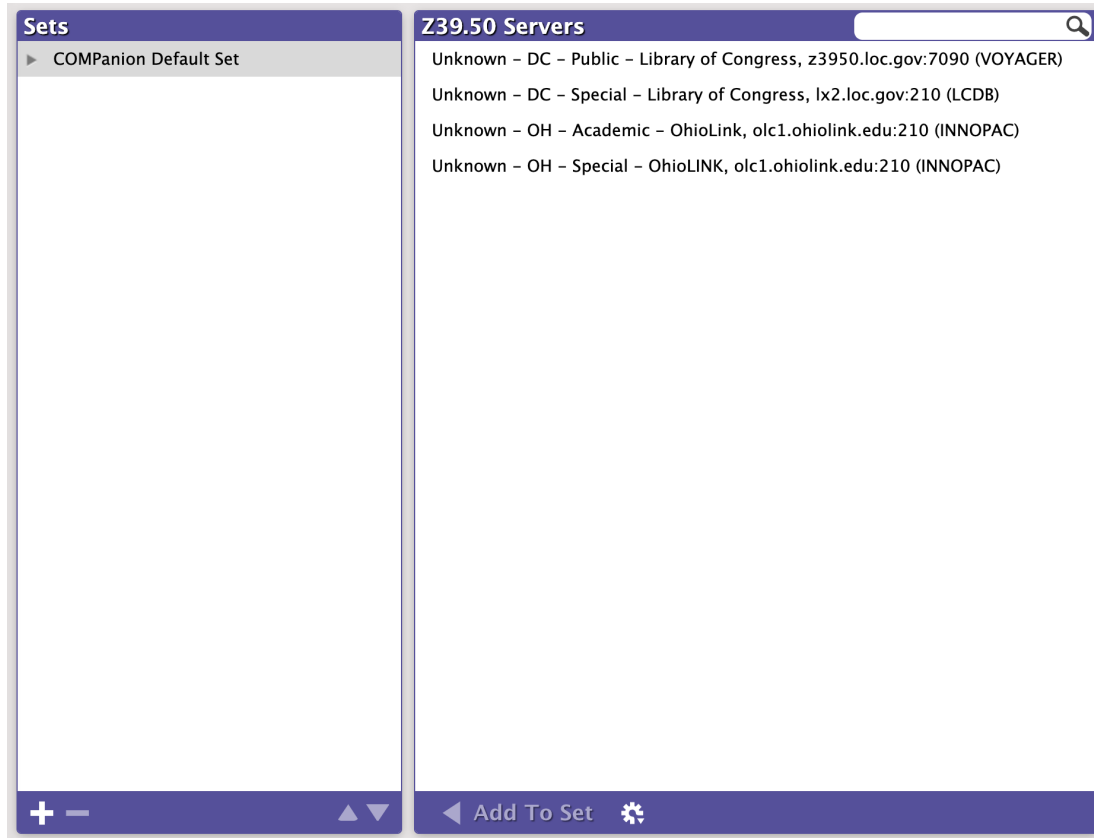 Sets
COMPanion Default Set
Z39.50 Servers
Unknown – DC – Public – Library of Congress, z3950.loc.gov:7090 (VOYAGER)
Unknown – DC – Special – Library of Congress, lx2.loc.gov:210 (LCDB)
Unknown – OH – Academic – OhioLink, olc1.ohiolink.edu:210 (INNOPAC)
Unknown – OH – Special – OhioLINK, olc1.ohiolink.edu:210 (INNOPAC)
Add To Set